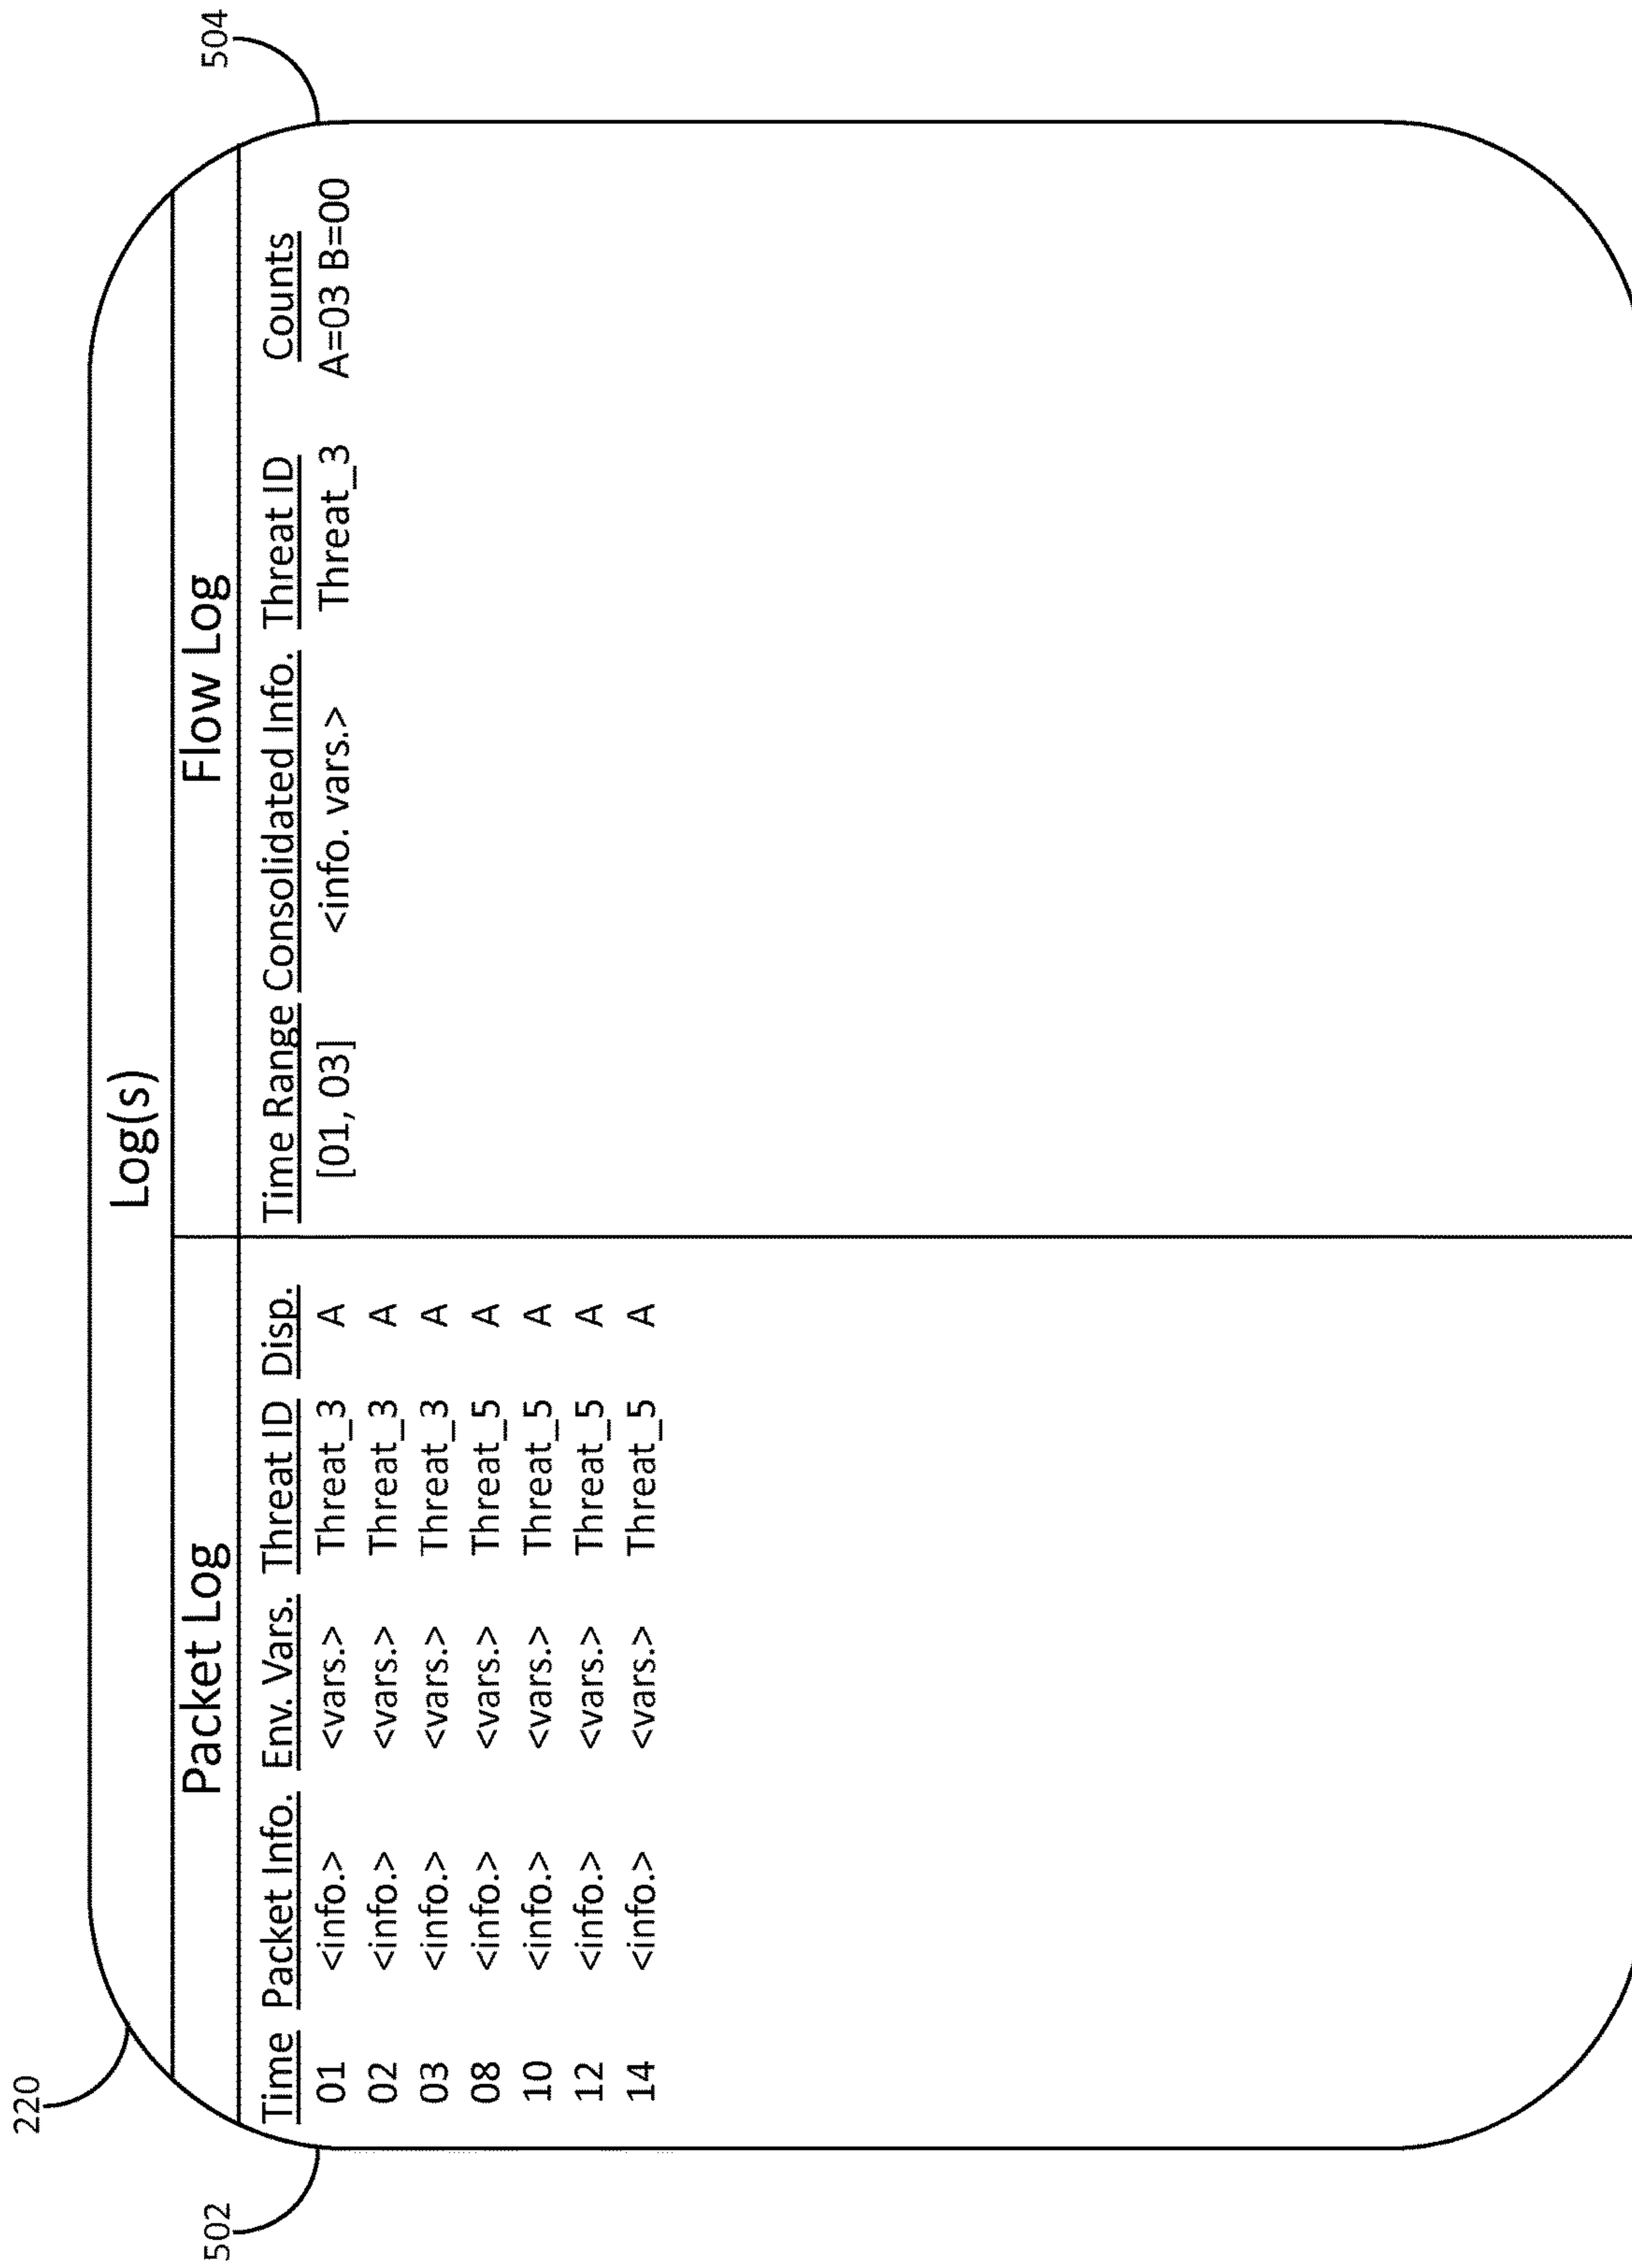 220
504
502
Log(s)
Packet Log Flow Log
Time Packet Info. Env. Vars. Threat ID Disp. Time Range Consolidated Info. Threat ID Counts
01 <info.> <vars.> Threat_3 A [01, 03] <info. vars.> Threat_3 A=03 B=00
02 <info.> <vars.> Threat_3 A
03 <info.> <vars.> Threat_3 A
08 <info.> <vars.> Threat_5 A
10 <info.> <vars.> Threat_5 A
12 <info.> <vars.> Threat_5 A
14 <info.> <vars.> Threat_5 A